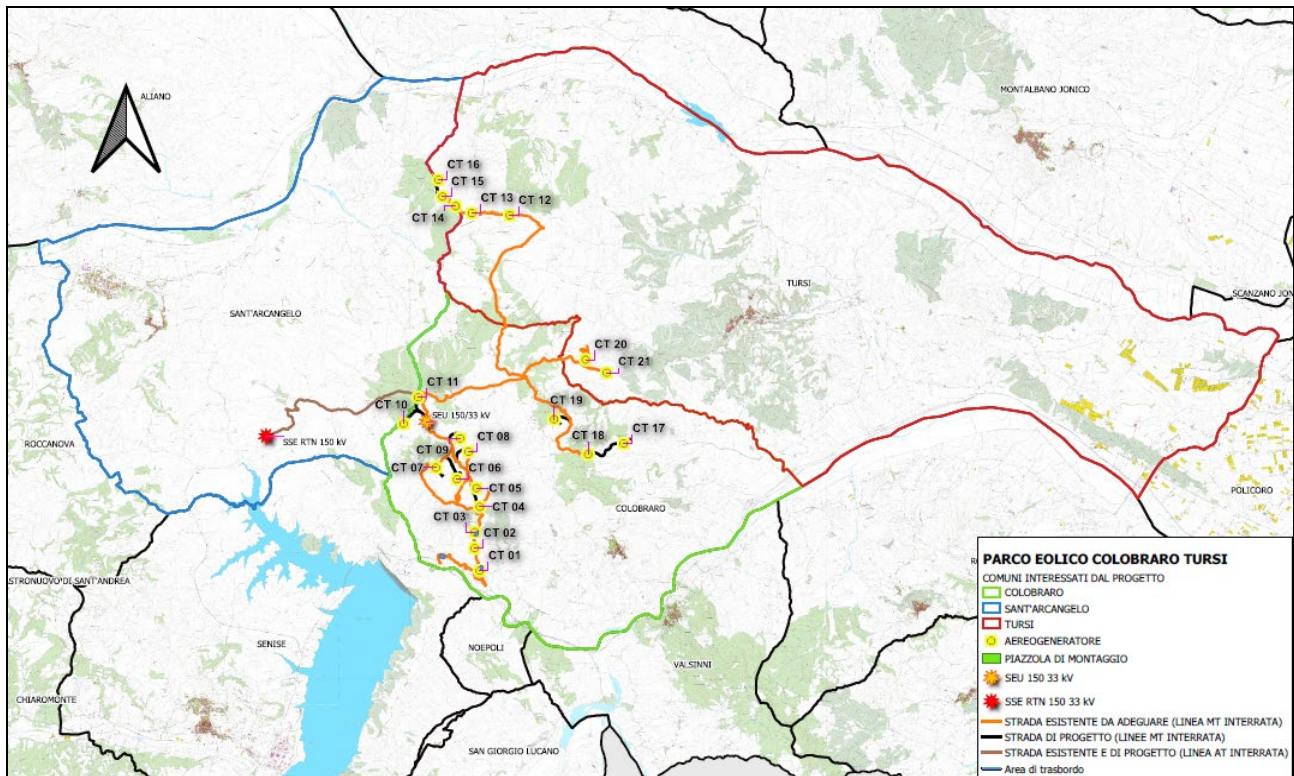 ALIANO
MONTALBANO JONICO
CT 16
CT 15
CT 13
CT 12
CT 14
TURSI
SCANZANO JON
SANT'ARCANGELO
CT 20
CT 21
CT 11
CT 10
SEU 150/33 kV
CT 19
ROCCANOVA
SSE RTN 150 kV
CT 08
CT 18
CT 17
CT 09
CT 07
CT 06
CT 05
POLICORO
CT 04
COLOBRARO
CT 03
CT 02
CT 01
ASTRONUOVO DI SANT'ANDREA
SENISE
NOEPOLI
VALSINNI
CHIAROMONTE
SAN GIORGIO LUCANO
PARCO EOLICO COLOBRARO TURSI
COMUNI INTERESSATI DAL PROGETTO
COLOBRARO
SANT'ARCANGELO
TURSI
AEREOGENERATORE
PIAZZOLA DI MONTAGGIO
SEU 150 33 kV
SSE RTN 150 33 kV
STRADA ESISTENTE DA ADEGUARE (LINEA MT INTERRATA)
STRADA DI PROGETTO (LINEE MT INTERRATA)
STRADA ESISTENTE E DI PROGETTO (LINEA AT INTERRATA)
Area di trasbordo